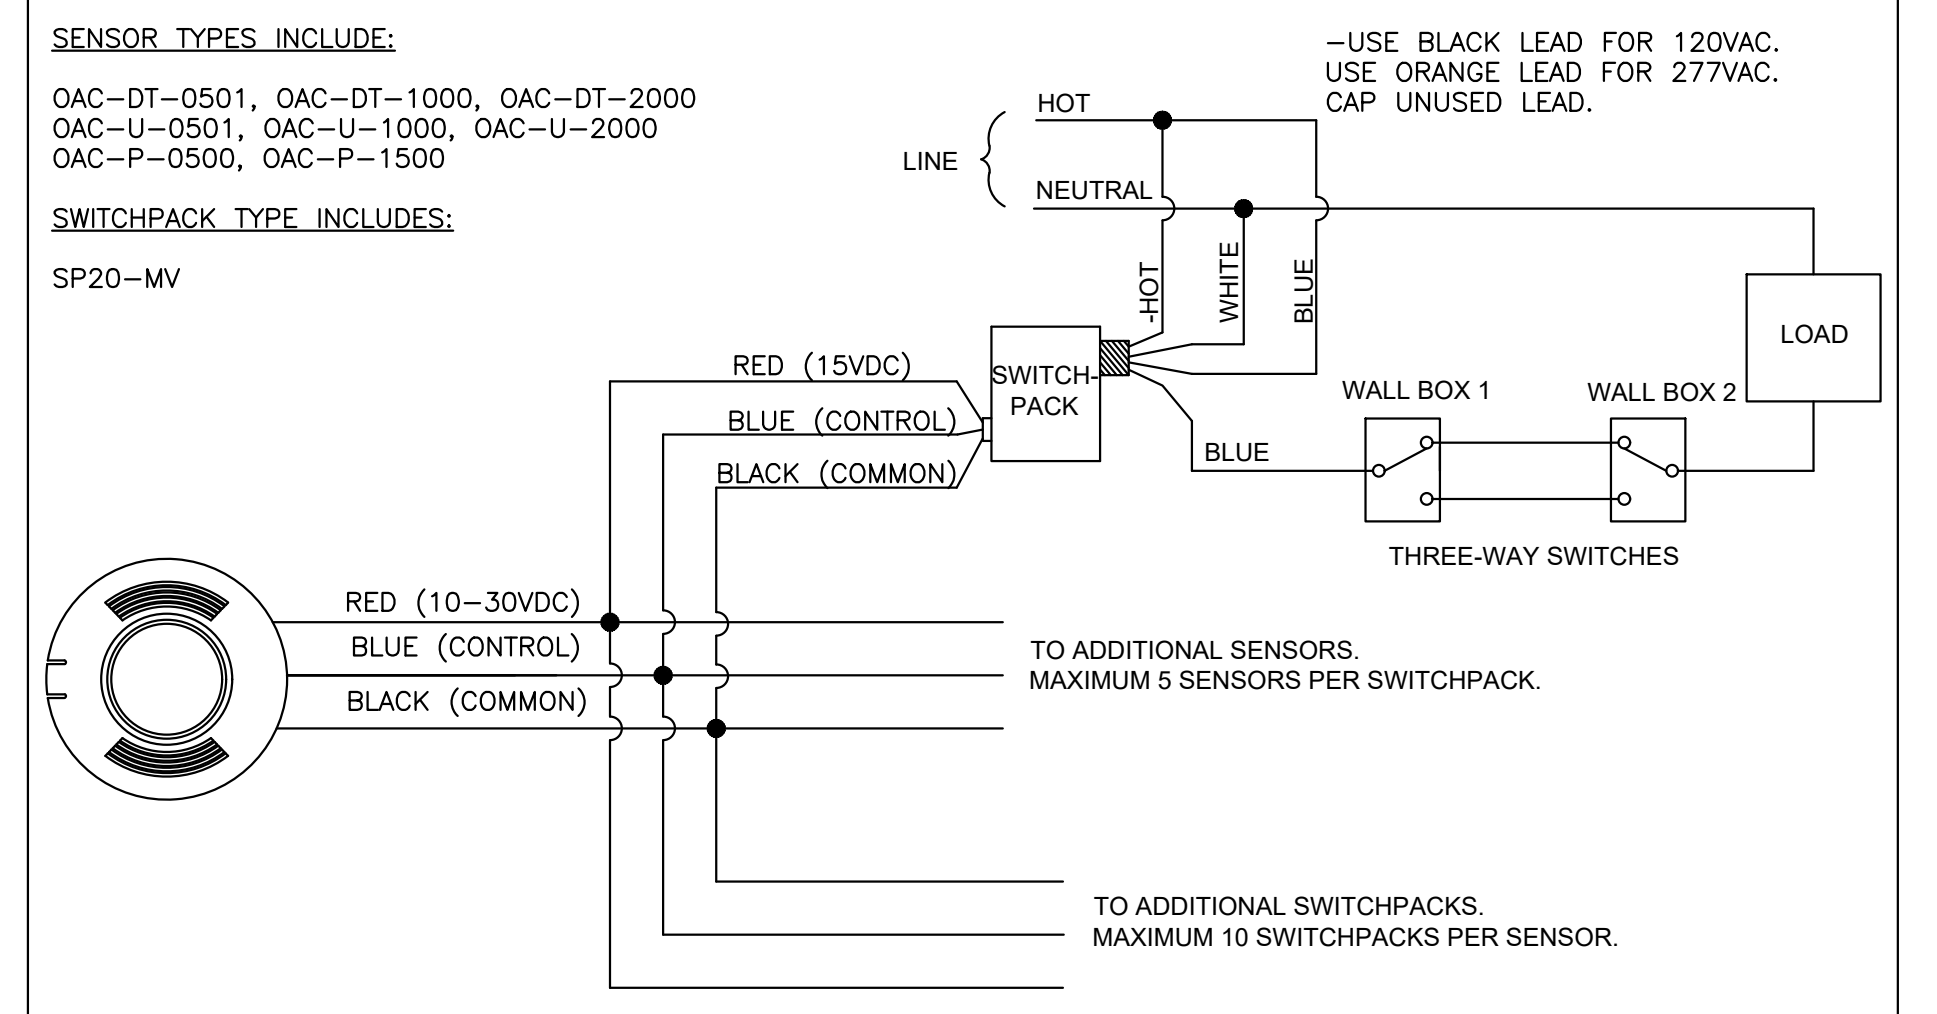 SENSOR TYPES INCLUDE:
OAC-DT-0501, OAC-DT-1000, OAC-DT-2000
OAC-U-0501, OAC-U-1000, OAC-U-2000
OAC-P-0500, OAC-P-1500
SWITCHPACK TYPE INCLUDES:
SP20-MV
-USE BLACK LEAD FOR 120VAC.
USE ORANGE LEAD FOR 277VAC.
CAP UNUSED LEAD.
HOT
LINE
NEUTRAL
-HOT
WHITE
BLUE
LOAD
SWITCH-
PACK
RED (15VDC)
BLUE (CONTROL)
BLACK (COMMON)
WALL BOX 1
WALL BOX 2
BLUE
THREE-WAY SWITCHES
RED (10-30VDC)
BLUE (CONTROL)
BLACK (COMMON)
TO ADDITIONAL SENSORS.
MAXIMUM 5 SENSORS PER SWITCHPACK.
TO ADDITIONAL SWITCHPACKS.
MAXIMUM 10 SWITCHPACKS PER SENSOR.